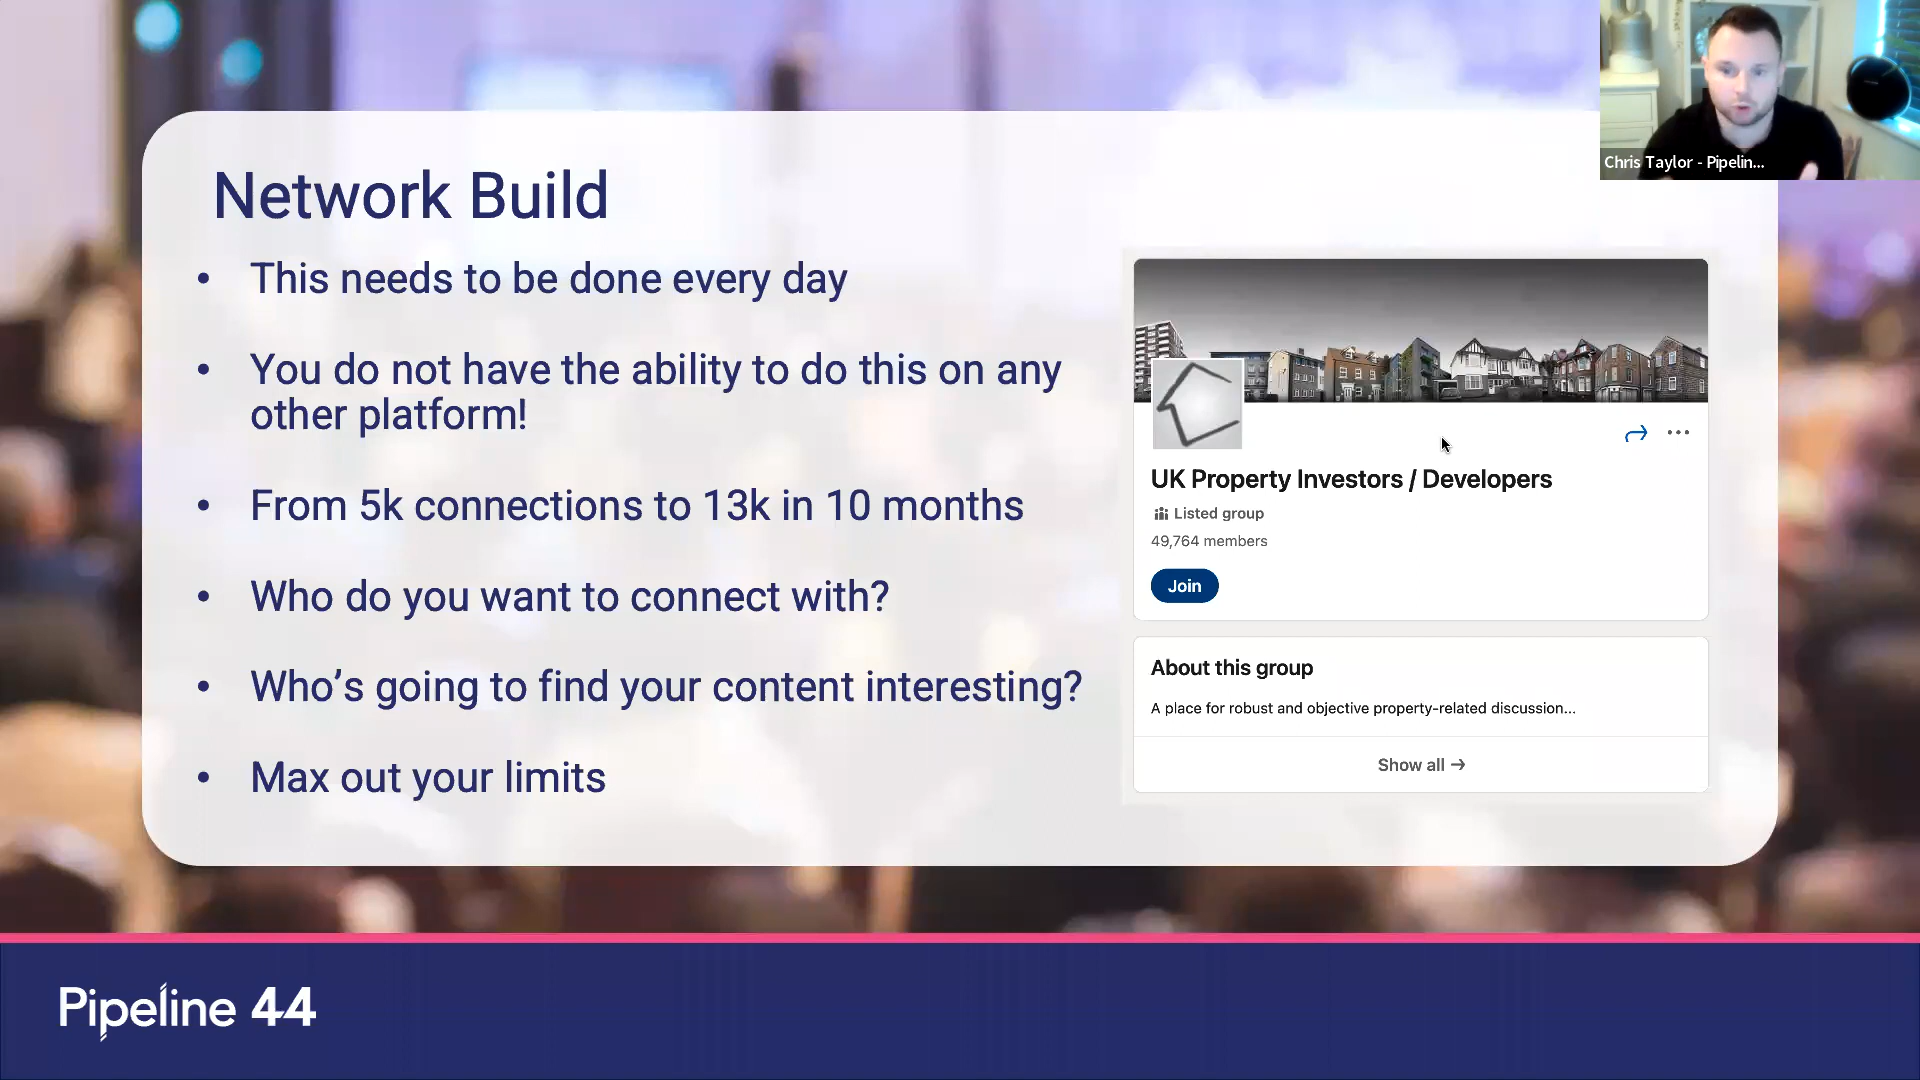 Chris Taylor - Pipelin...
Network Build
• This needs to be done every day
• You do not have the ability to do this on any
other platform!
• From 5k connections to 13k in 10 months
• Who do you want to connect with?
• Who’s going to find your content interesting?
• Max out your limits
UK Property Investors / Developers
Listed group
49,764 members
Join
About this group
A place for robust and objective property-related discussion...
Show all →
Pipeline 44